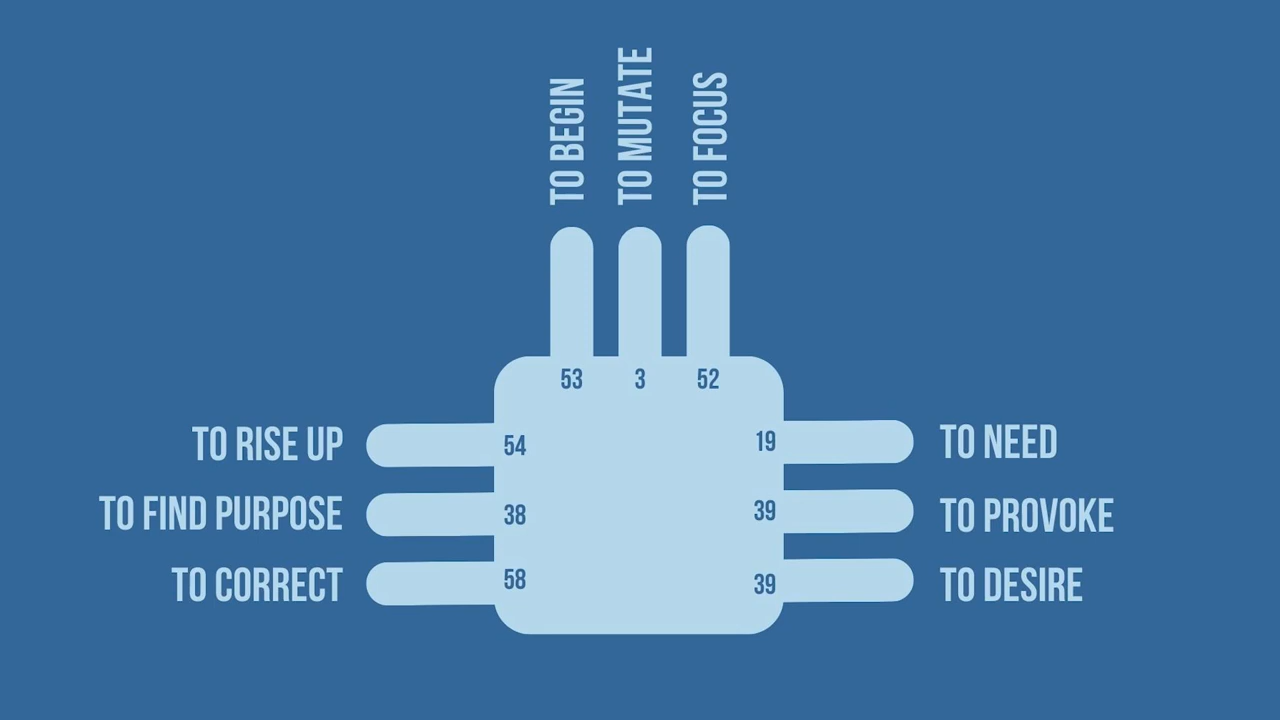 TO BEGIN
TO MUTATE
TO FOCUS
53 3 52
TO RISE UP 54 19 TO NEED
TO FIND PURPOSE 38 39 TO PROVOKE
TO CORRECT 58 39 TO DESIRE